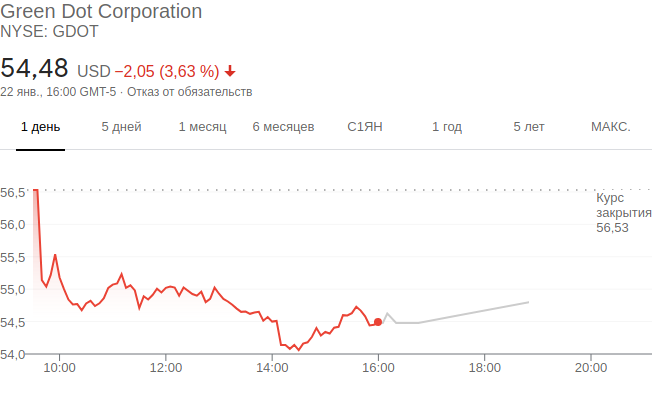 Green Dot Corporation
NYSE: GDOT
54,48 USD −2,05 (3,63 %) ↓
22 янв., 16:00 GMT-5 · Отказ от обязательств
1 день 5 дней 1 месяц 6 месяцев С1ЯН 1 год 5 лет МАКС.
56,5
Курс
закрытия
56,53
56,0
55,5
55,0
54,5
54,0
10:00 12:00 14:00 16:00 18:00 20:00